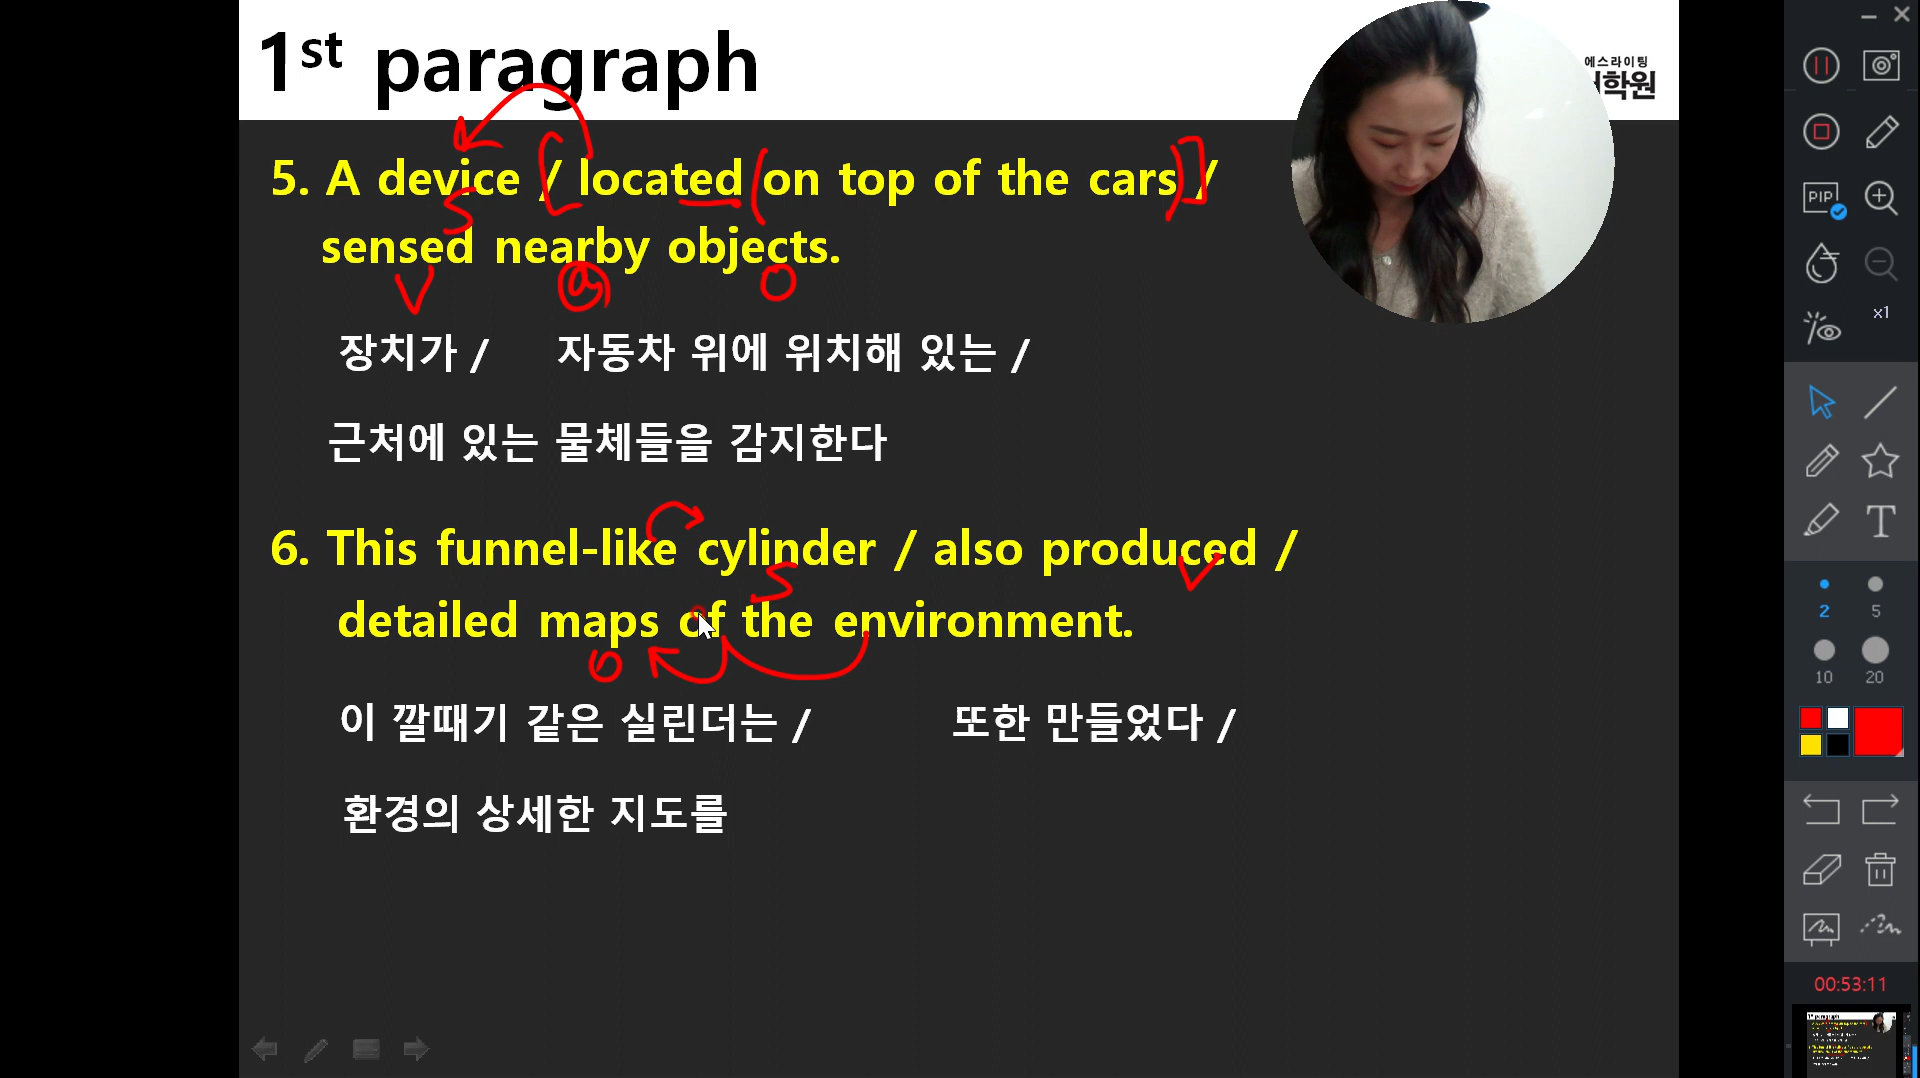 1st paragraph
에스라이팅
어학원
5. A device / located on top of the cars /
sensed nearby objects.
S
V
a
O
장치가 / 자동차 위에 위치해 있는 /
근처에 있는 물체들을 감지한다
6. This funnel-like cylinder / also produced /
S
V
detailed maps of the environment.
O
이 깔때기 같은 실린더는 / 또한 만들었다 /
환경의 상세한 지도를
PIP
x1
T
2 5
10 20
00:53:11